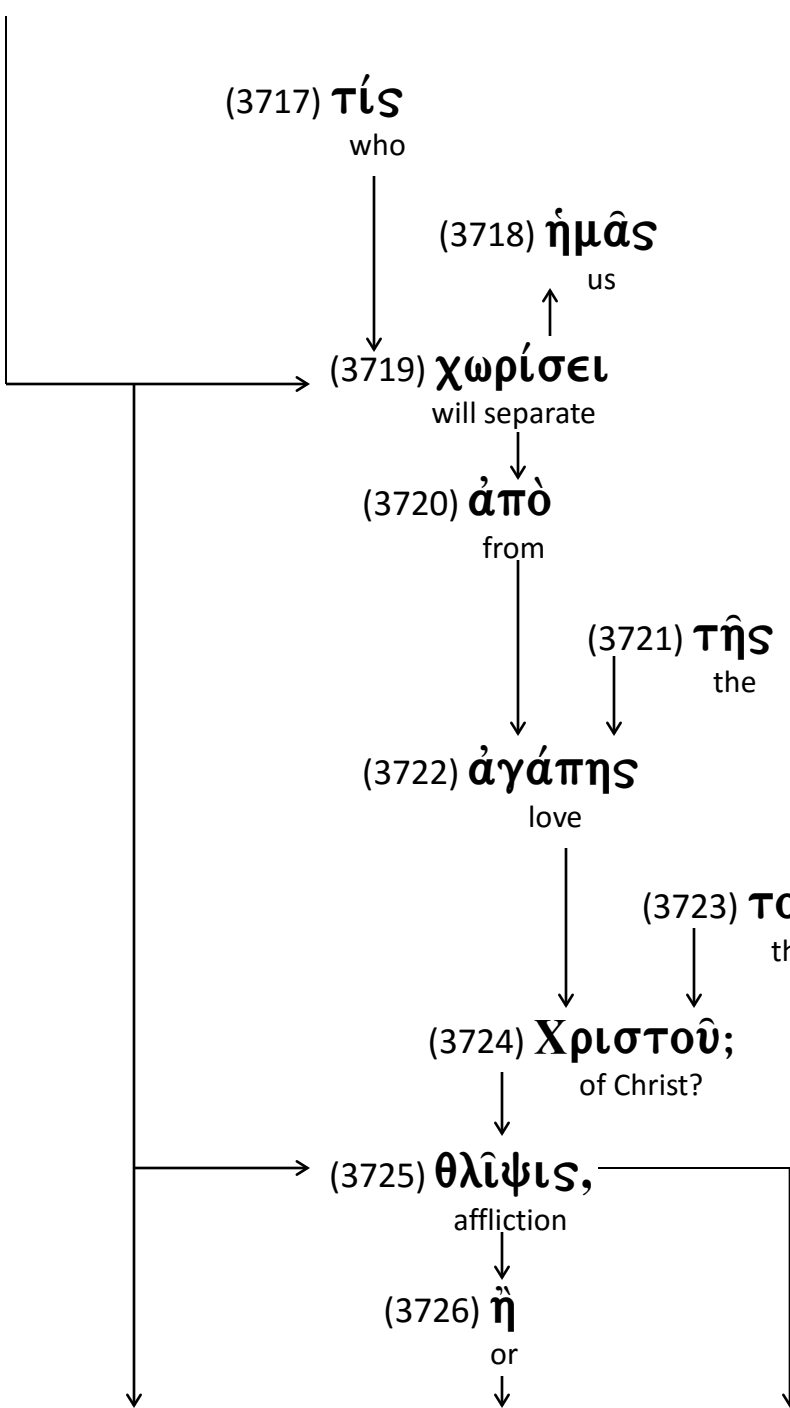 (3717) τίς
who
(3718) ἡμᾶς
us
(3719) χωρίσει
will separate
(3720) ἀπὸ
from
(3721) τῆς
the
(3722) ἀγάπης
love
(3723)
(3724) Χριστοῦ;
of Christ?
(3725) θλῖψις,
affliction
(3726) ἢ
or